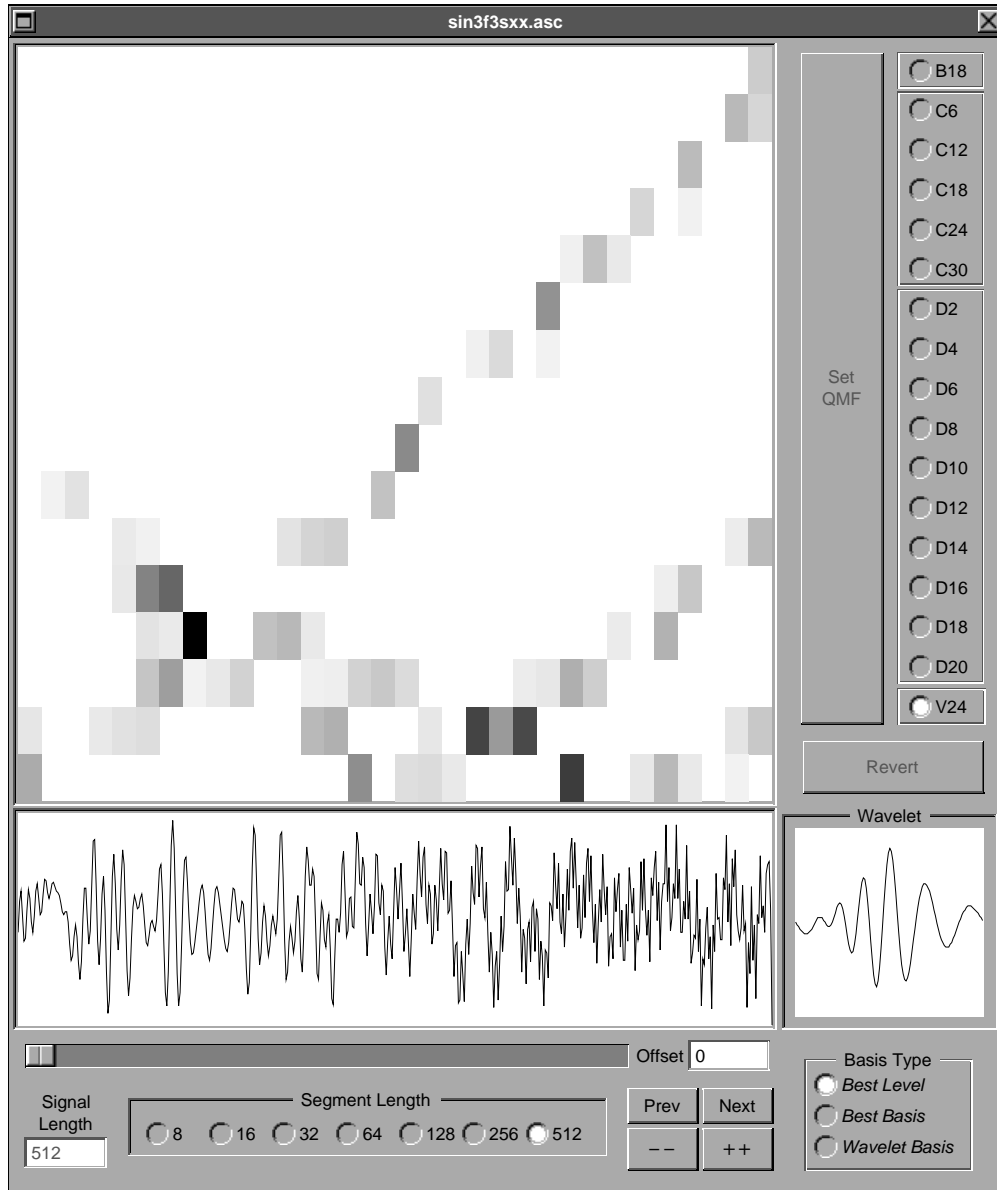 sin3f3sxx.asc
B18
C6
C12
C18
C24
C30
D2
D4
D6
D8
D10
D12
D14
D16
D18
D20
V24
Set
QMF
Revert
Wavelet
Offset 0
Signal
Length
512
Segment Length
8 16 32 64 128 256 512
Prev Next
-- ++
Basis Type
Best Level
Best Basis
Wavelet Basis